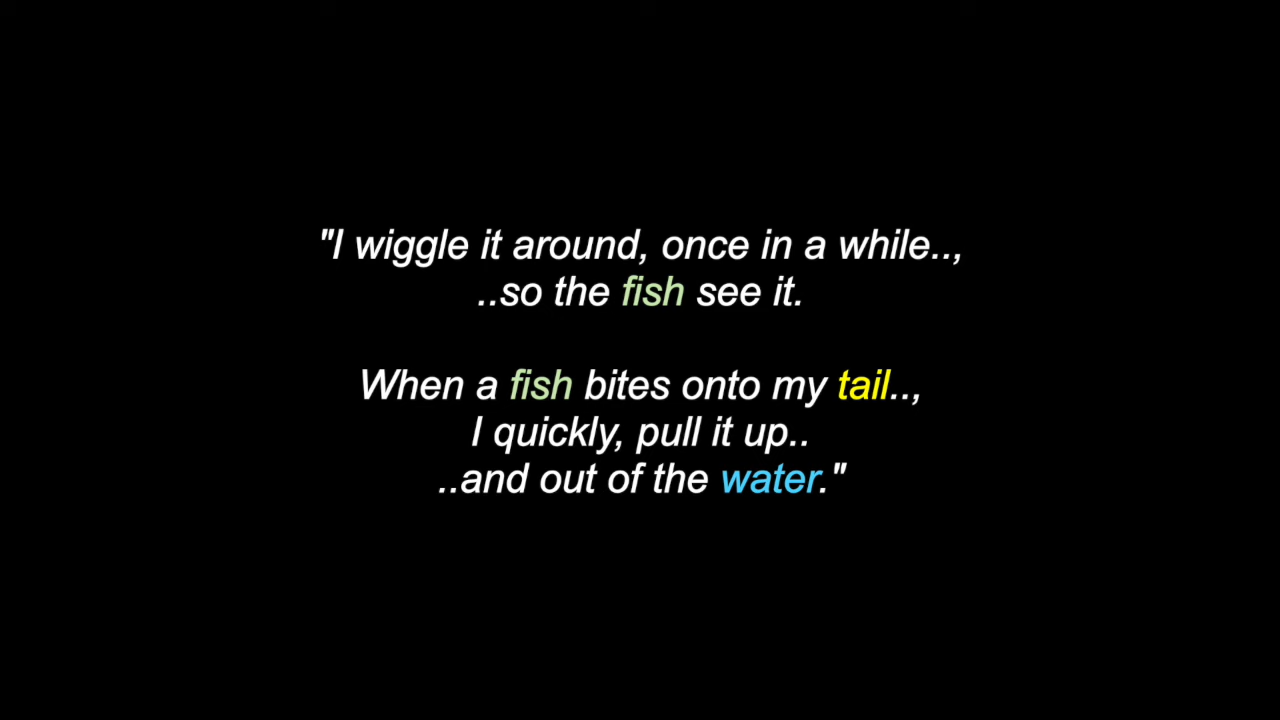 "I wiggle it around, once in a while..,
..so the fish see it.
When a fish bites onto my tail..,
I quickly, pull it up..
..and out of the water."